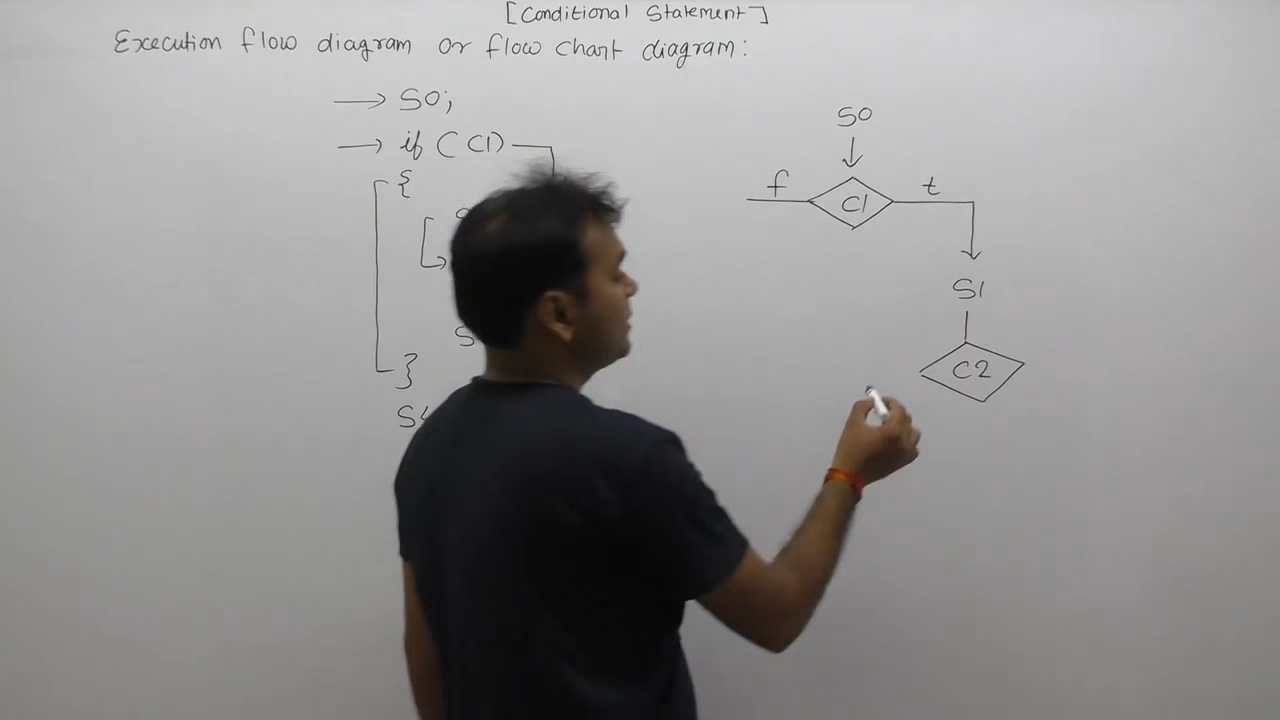 [Conditional Statement]
Execution flow diagram or flow chart diagram:
S0;
if (C1)
{
}
S0
f
C1
t
S1
C2